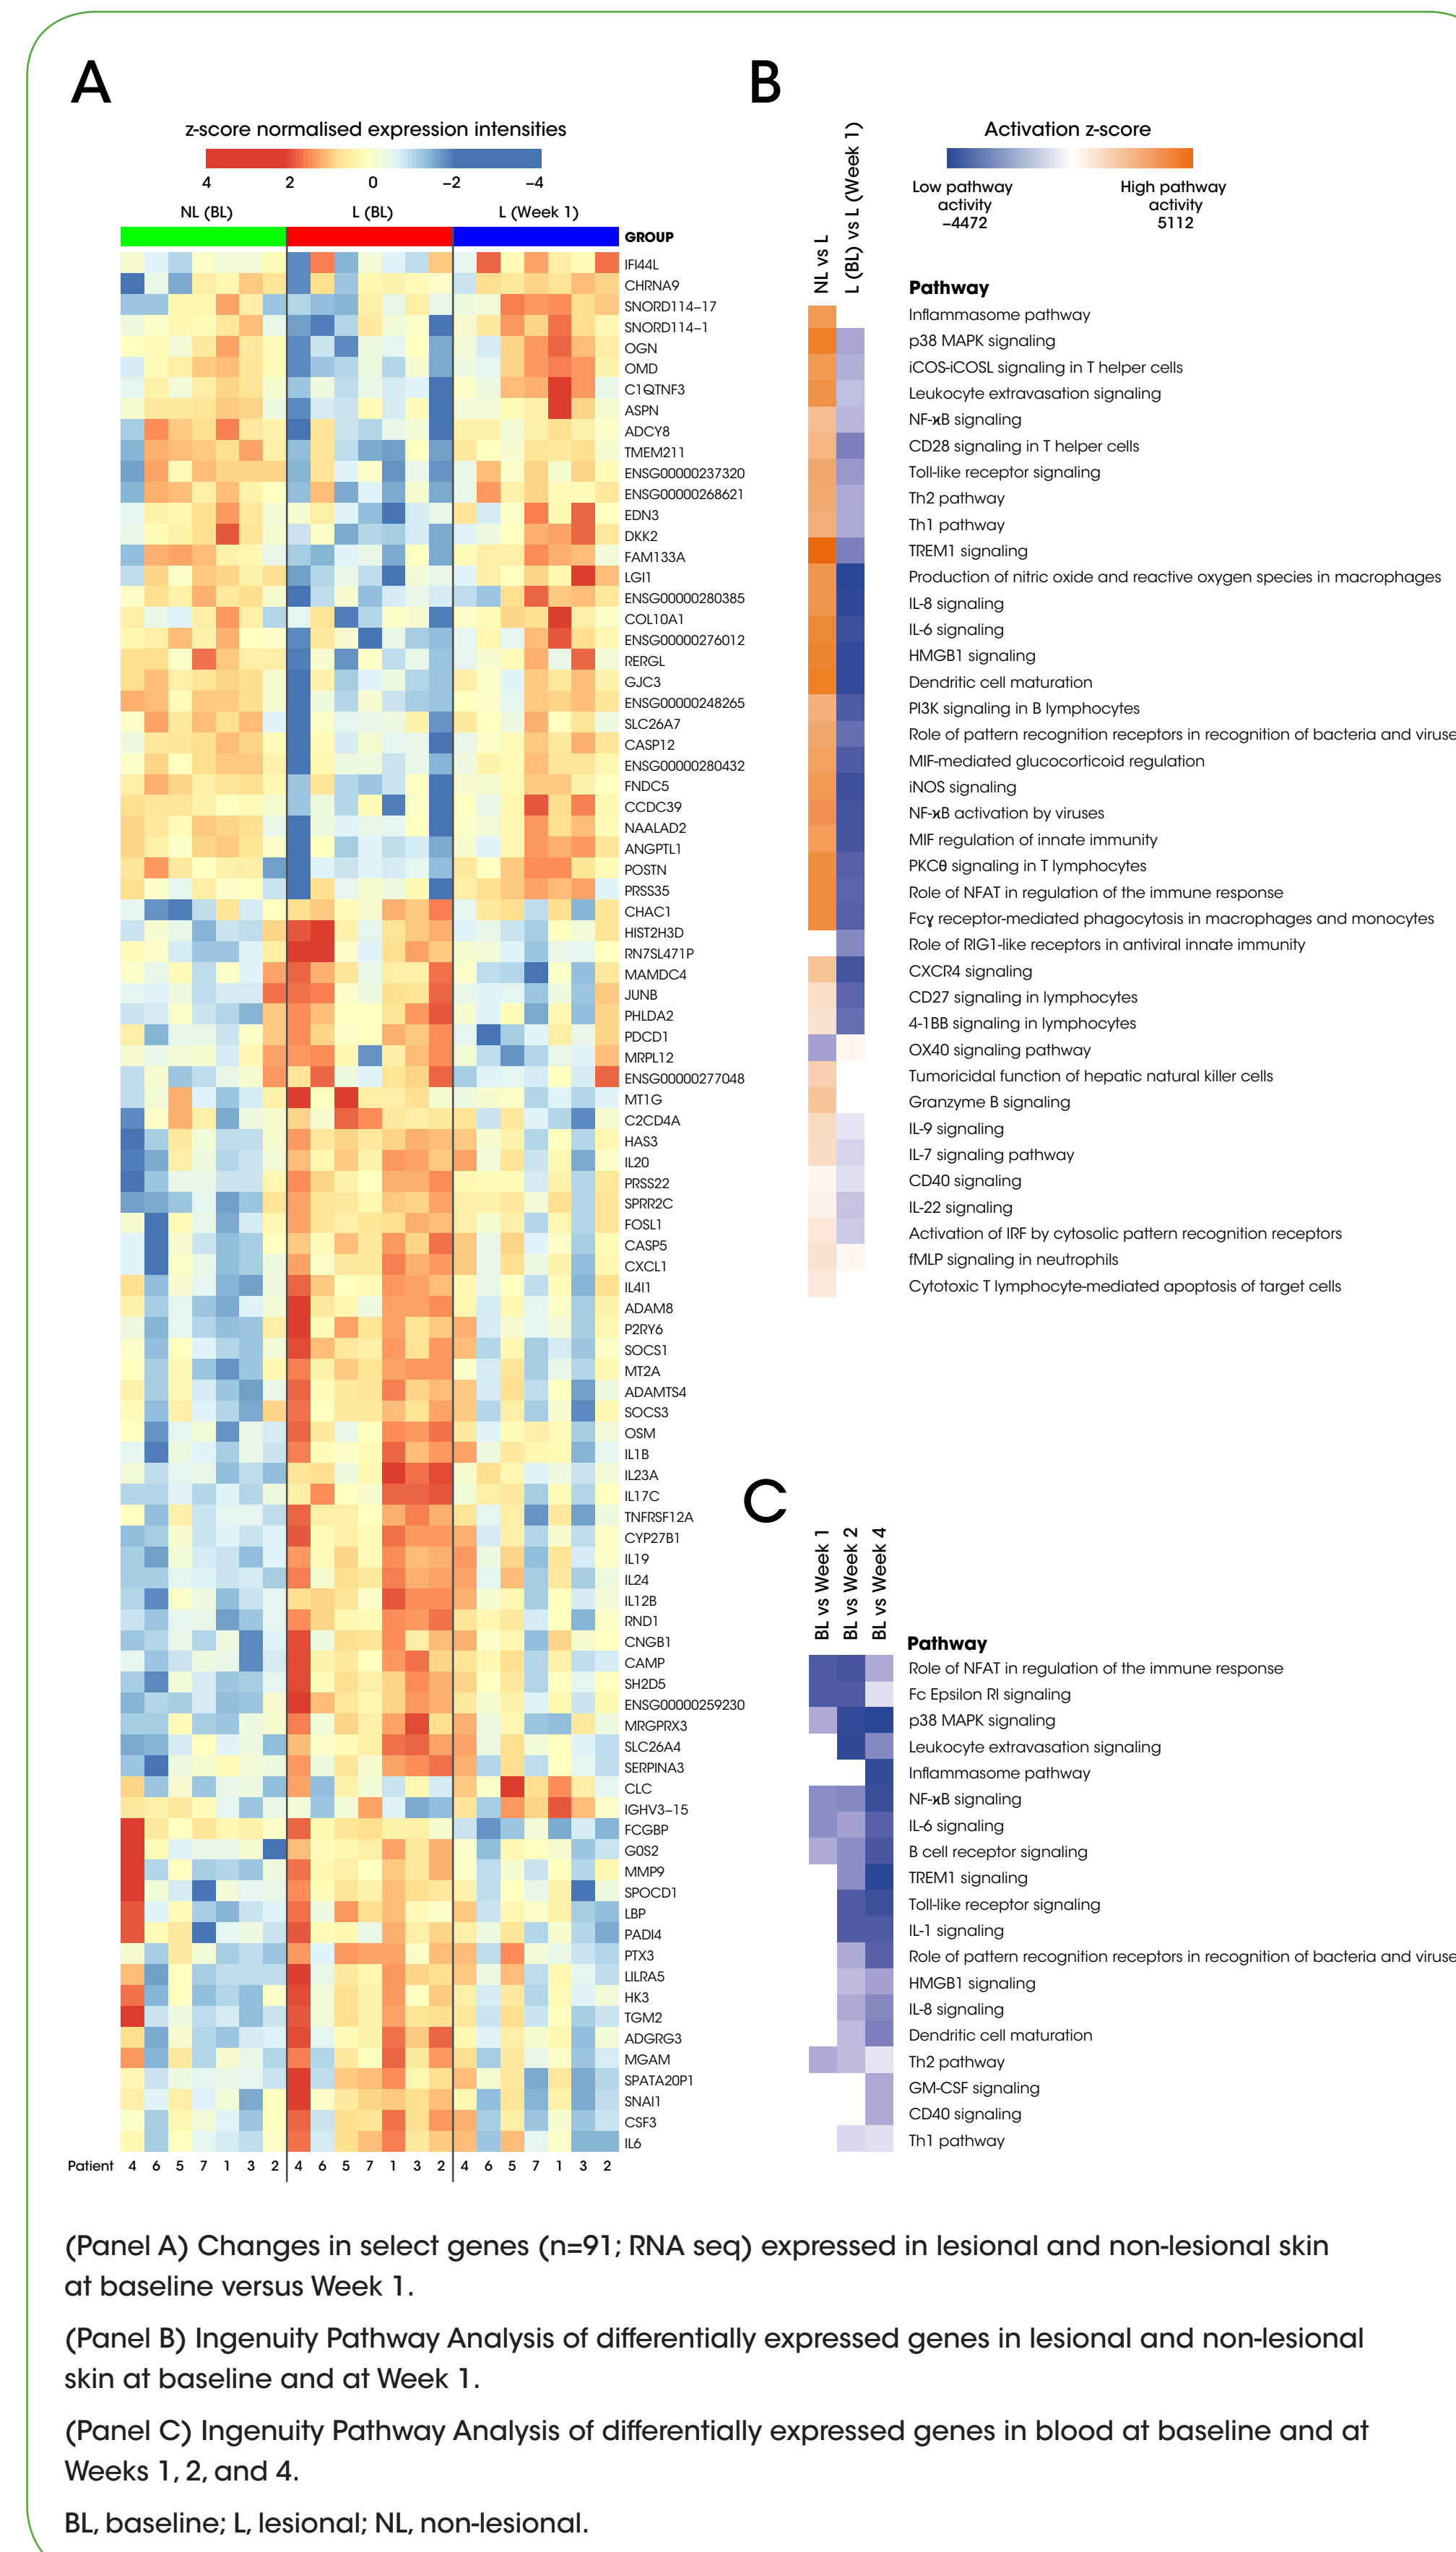 A
z-score normalised expression intensities
4 2 0 −2 −4
NL (BL) L (BL) L (Week 1)
GROUP
IFI44L
CHRNA9
SNORD114−17
SNORD114−1
OGN
OMD
C1QTNF3
ASPN
ADCY8
TMEM211
ENSG00000237320
ENSG00000268621
EDN3
DKK2
FAM133A
LGI1
ENSG00000280385
COL10A1
ENSG00000276012
RERGL
GJC3
ENSG00000248265
SLC26A7
CASP12
ENSG00000280432
FNDC5
CCDC39
NAALAD2
ANGPTL1
POSTN
PRSS35
CHAC1
HIST2H3D
RN7SL471P
MAMDC4
JUNB
PHLDA2
PDCD1
MRPL12
ENSG00000277048
MT1G
C2CD4A
HAS3
IL20
PRSS22
SPRR2C
FOSL1
CASP5
CXCL1
IL4I1
ADAM8
P2RY6
SOCS1
MT2A
ADAMTS4
SOCS3
OSM
IL1B
IL23A
IL17C
TNFRSF12A
CYP27B1
IL19
IL24
IL12B
RND1
CNGB1
CAMP
SH2D5
ENSG00000259230
MRGPRX3
SLC26A4
SERPINA3
CLC
IGHV3−15
FCGBP
G0S2
MMP9
SPOCD1
LBP
PADI4
PTX3
LILRA5
HK3
TGM2
ADGRG3
MGAM
SPATA20P1
SNAI1
CSF3
IL6
Patient 4 6 5 7 1 3 2 4 6 5 7 1 3 2 4 6 5 7 1 3 2
B
NL vs L
L (BL) vs L (Week 1)
Activation z-score
Low pathway activity −4472
High pathway activity 5112
Pathway
Inflammasome pathway
p38 MAPK signaling
iCOS-iCOSL signaling in T helper cells
Leukocyte extravasation signaling
NF-ϰB signaling
CD28 signaling in T helper cells
Toll-like receptor signaling
Th2 pathway
Th1 pathway
TREM1 signaling
Production of nitric oxide and reactive oxygen species in macrophages
IL-8 signaling
IL-6 signaling
HMGB1 signaling
Dendritic cell maturation
PI3K signaling in B lymphocytes
Role of pattern recognition receptors in recognition of bacteria and viruse
MIF-mediated glucocorticoid regulation
iNOS signaling
NF-ϰB activation by viruses
MIF regulation of innate immunity
PKCθ signaling in T lymphocytes
Role of NFAT in regulation of the immune response
Fcɣ receptor-mediated phagocytosis in macrophages and monocytes
Role of RIG1-like receptors in antiviral innate immunity
CXCR4 signaling
CD27 signaling in lymphocytes
4-1BB signaling in lymphocytes
OX40 signaling pathway
Tumoricidal function of hepatic natural killer cells
Granzyme B signaling
IL-9 signaling
IL-7 signaling pathway
CD40 signaling
IL-22 signaling
Activation of IRF by cytosolic pattern recognition receptors
fMLP signaling in neutrophils
Cytotoxic T lymphocyte-mediated apoptosis of target cells
C
BL vs Week 1
BL vs Week 2
BL vs Week 4
Pathway
Role of NFAT in regulation of the immune response
Fc Epsilon RI signaling
p38 MAPK signaling
Leukocyte extravasation signaling
Inflammasome pathway
NF-ϰB signaling
IL-6 signaling
B cell receptor signaling
TREM1 signaling
Toll-like receptor signaling
IL-1 signaling
Role of pattern recognition receptors in recognition of bacteria and viruse
HMGB1 signaling
IL-8 signaling
Dendritic cell maturation
Th2 pathway
GM-CSF signaling
CD40 signaling
Th1 pathway
(Panel A) Changes in select genes (n=91; RNA seq) expressed in lesional and non-lesional skin
at baseline versus Week 1.
(Panel B) Ingenuity Pathway Analysis of differentially expressed genes in lesional and non-lesional
skin at baseline and at Week 1.
(Panel C) Ingenuity Pathway Analysis of differentially expressed genes in blood at baseline and at
Weeks 1, 2, and 4.
BL, baseline; L, lesional; NL, non-lesional.